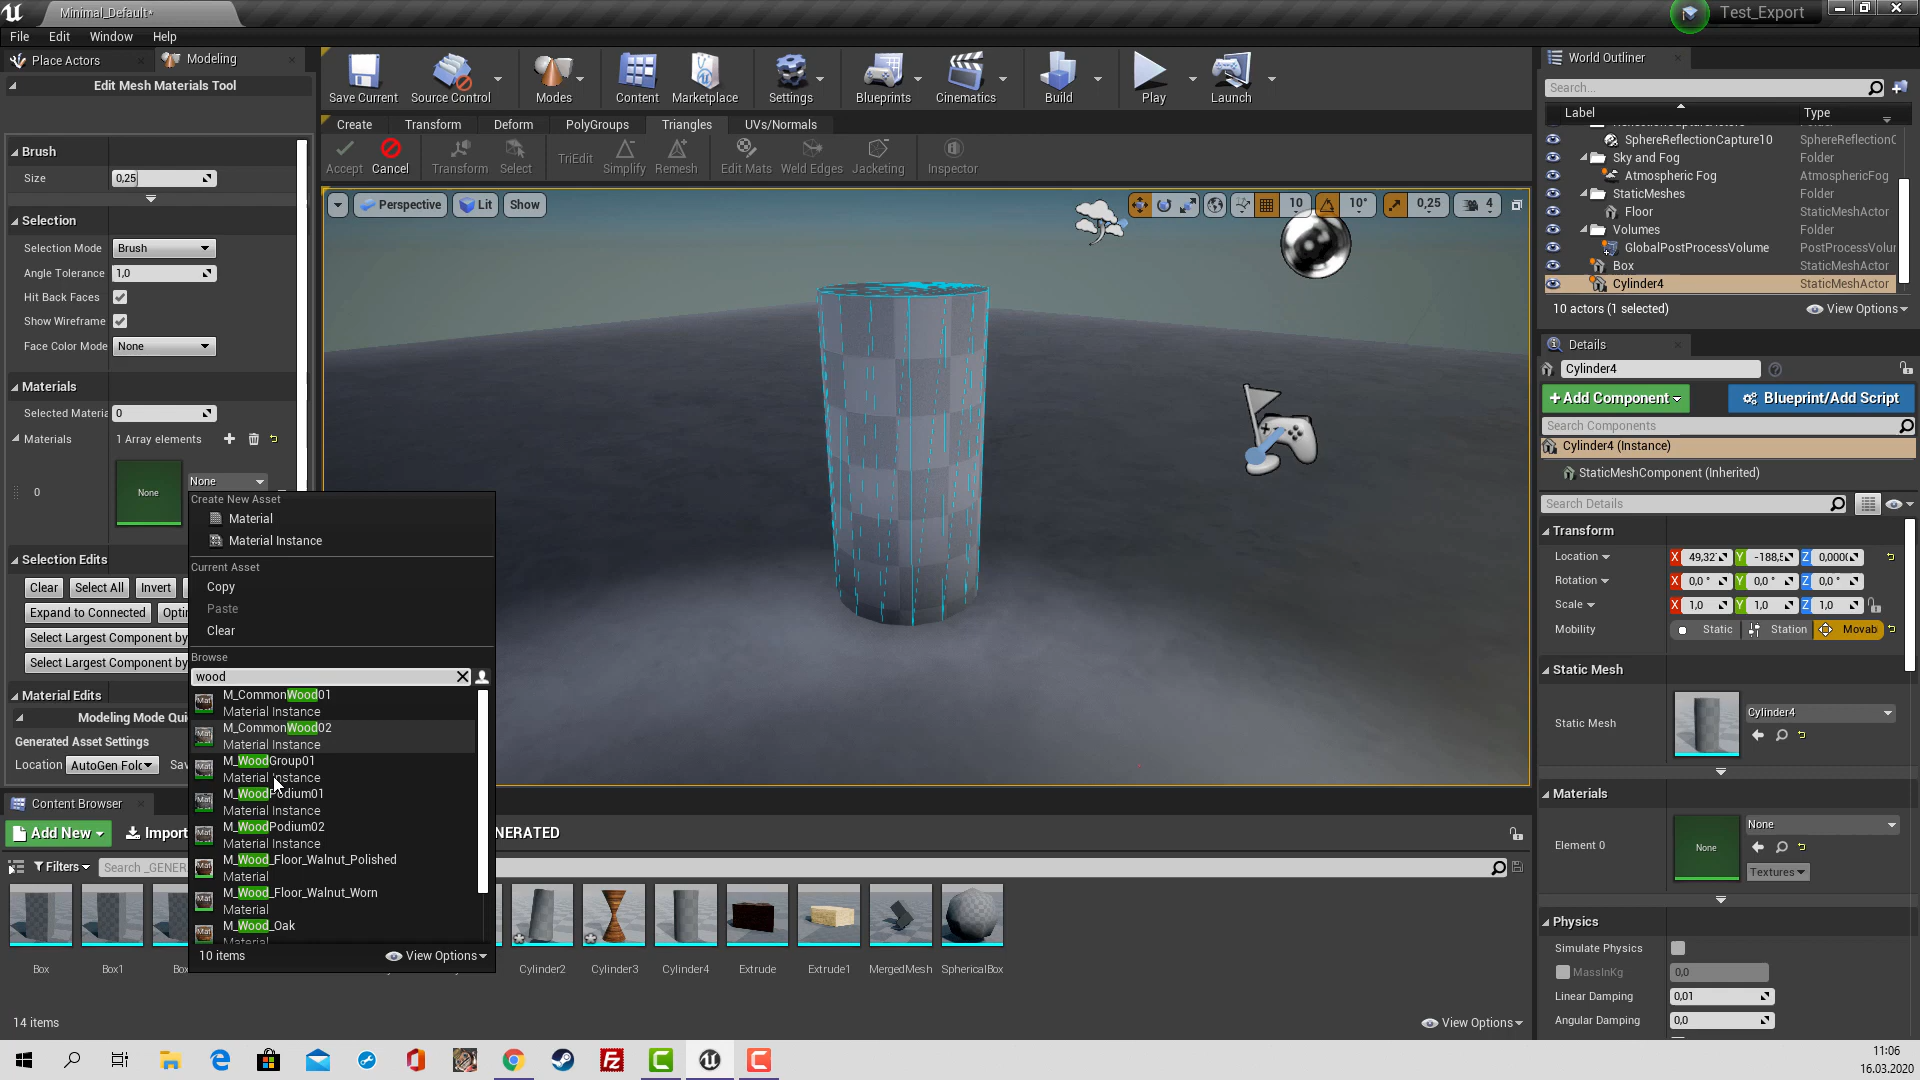 Minimal_Default*
Test_Export
File Edit Window Help
Place Actors
Modeling
Edit Mesh Materials Tool
Brush
Size 0,25
Selection
Selection Mode Brush
Angle Tolerance 1,0
Hit Back Faces
Show Wireframe
Face Color Mode None
Materials
Selected Materia 0
Materials 1 Array elements
0 None None
Selection Edits
Clear Select All Invert
Expand to Connected Opti
Select Largest Component by
Select Largest Component by
Material Edits
Modeling Mode Qui
Generated Asset Settings
Location AutoGen Folc Sav
Create New Asset
Material
Material Instance
Current Asset
Copy
Paste
Clear
Browse
wood
M_CommonWood01
Material Instance
M_CommonWood02
Material Instance
M_WoodGroup01
Material Instance
M_WoodPodium01
Material Instance
M_WoodPodium02
Material Instance
M_Wood_Floor_Walnut_Polished
Material
M_Wood_Floor_Walnut_Worn
Material
M_Wood_Oak
Material
10 items View Options
Save Current Source Control Modes Content Marketplace Settings Blueprints Cinematics Build Play Launch
Create Transform Deform PolyGroups Triangles UVs/Normals
Accept Cancel Transform Select TriEdit Simplify Remesh Edit Mats Weld Edges Jacketing Inspector
Perspective Lit Show 10 10° 0,25 4
Content Browser
Add New Import NERATED
Filters Search _GENER
Box Box1 Cylinder2 Cylinder3 Cylinder4 Extrude Extrude1 MergedMesh SphericalBox
14 items View Options
World Outliner
Search...
Label Type
SphereReflectionCapture10 SphereReflectionC
Sky and Fog Folder
Atmospheric Fog AtmosphericFog
StaticMeshes Folder
Floor StaticMeshActor
Volumes Folder
GlobalPostProcessVolume PostProcessVolur
Box StaticMeshActor
Cylinder4 StaticMeshActor
10 actors (1 selected) View Options
Details
Cylinder4
+Add Component Blueprint/Add Script
Search Components
Cylinder4 (Instance)
StaticMeshComponent (Inherited)
Search Details
Transform
Location X 49,32 Y -188,5 Z 0,000
Rotation X 0,0 ° Y 0,0 ° Z 0,0 °
Scale X 1,0 Y 1,0 Z 1,0
Mobility Static Station Movab
Static Mesh
Static Mesh Cylinder4
Materials
Element 0 None None
Textures
Physics
Simulate Physics
MassInKg 0,0
Linear Damping 0,01
Angular Damping 0,0
11:06
16.03.2020